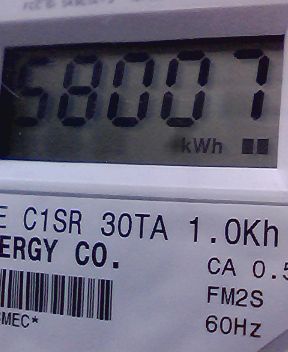 58007
kWh
E C1SR 30TA 1.0Kh
ERGY CO.
CA 0.5
FM2S
MEC*
60Hz